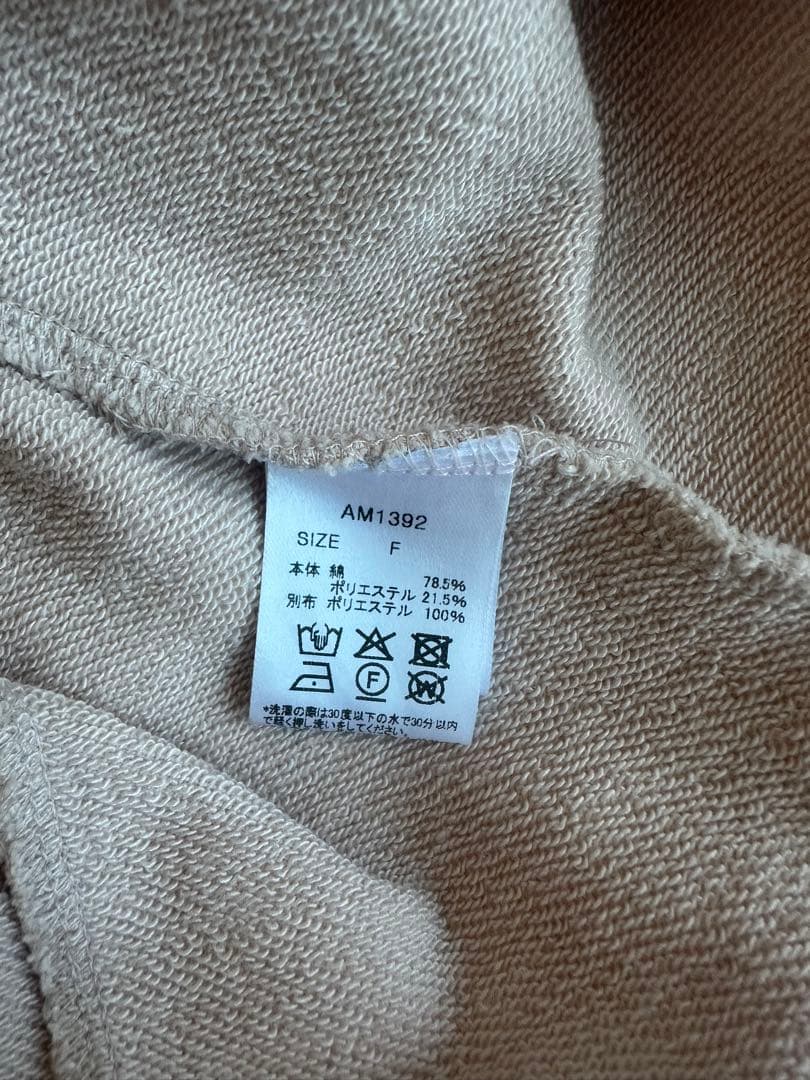 AM1392
SIZE F
本体 綿 78.5%
ポリエステル 21.5%
別布 ポリエステル 100%
F
W
*洗濯の際は30度以下の水で30分以内
で軽く押し洗いをしてください。